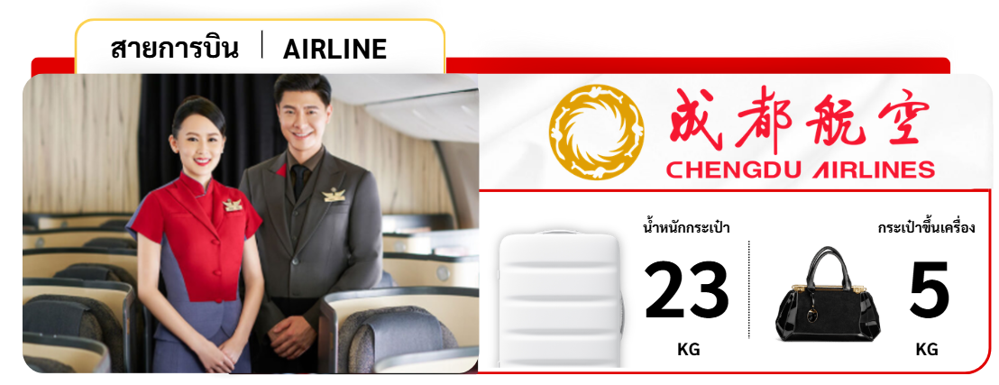 สายการบิน | AIRLINE
成都航空
CHENGDU AIRLINES
น้ำหนักกระเป๋า
23
KG
กระเป๋าขึ้นเครื่อง
5
KG